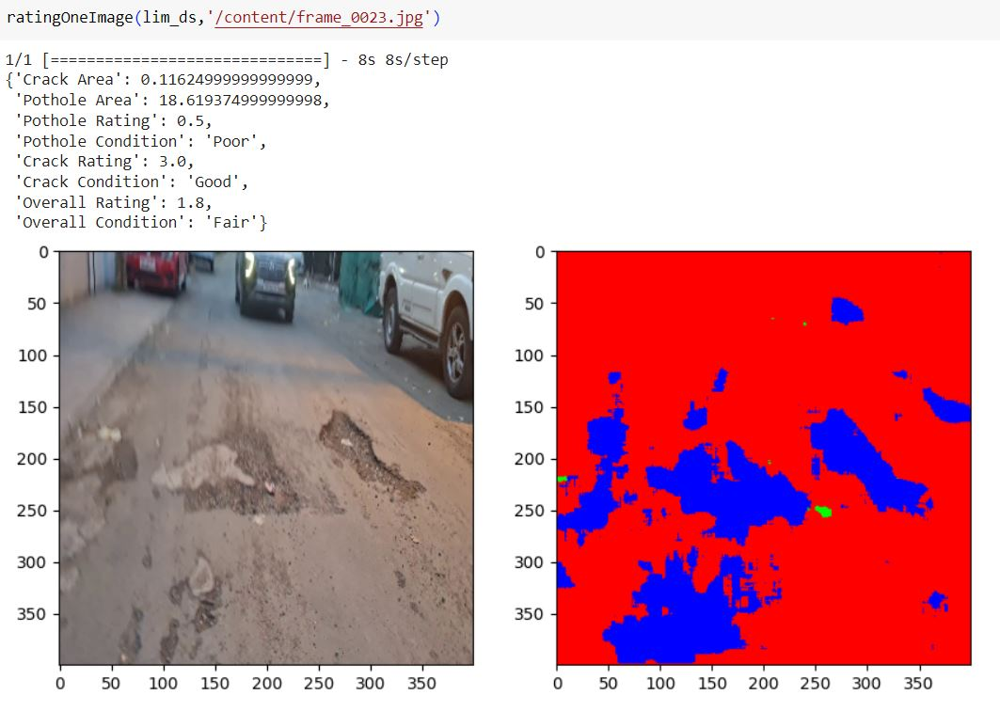 ratingOneImage(lim_ds,'/content/frame_0023.jpg')
1/1 [==============================] - 8s 8s/step
{'Crack Area': 0.11624999999999999,
 'Pothole Area': 18.619374999999998,
 'Pothole Rating': 0.5,
 'Pothole Condition': 'Poor',
 'Crack Rating': 3.0,
 'Crack Condition': 'Good',
 'Overall Rating': 1.8,
 'Overall Condition': 'Fair'}
0
50
100
150
200
250
300
350
0 50 100 150 200 250 300 350
0
50
100
150
200
250
300
350
0 50 100 150 200 250 300 350